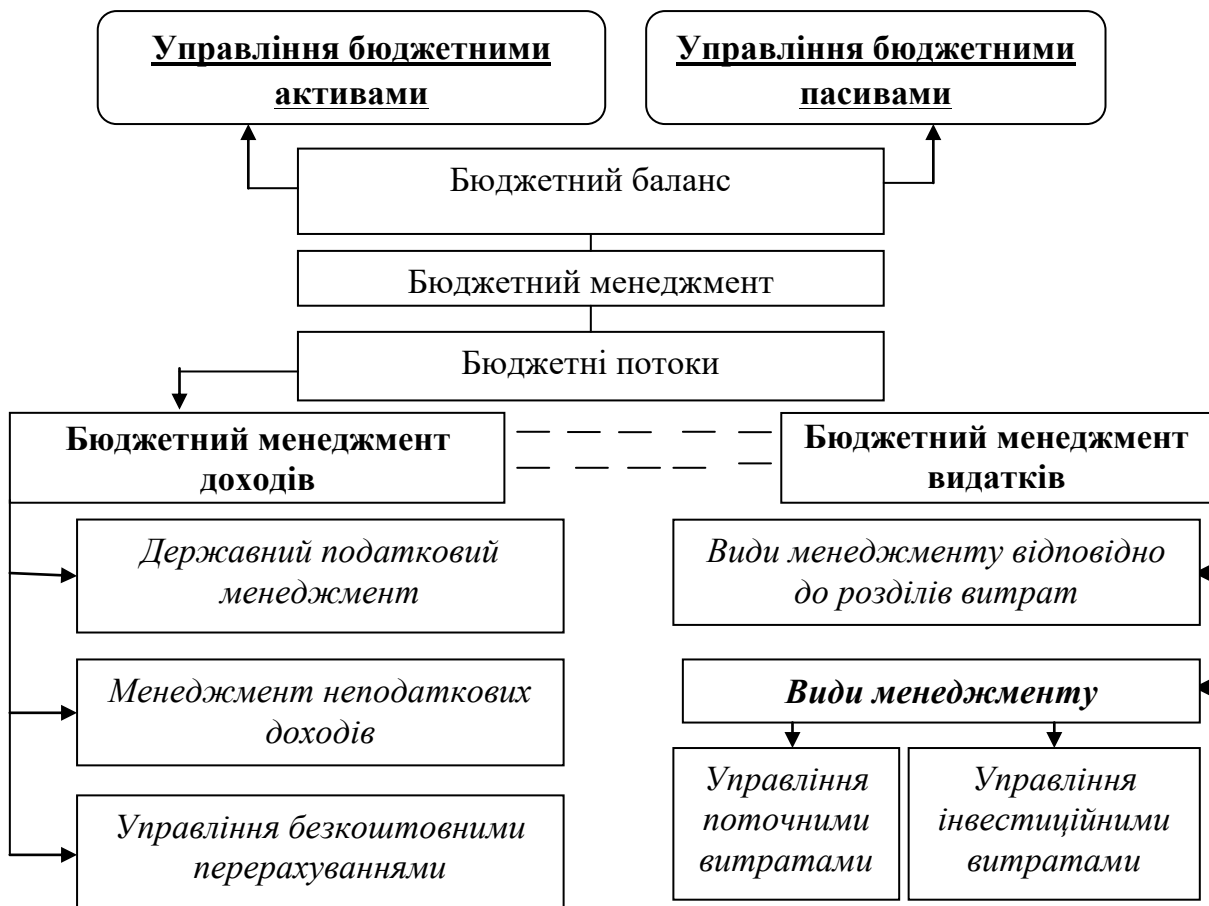 Управління бюджетними
активами
Управління бюджетними
пасивами
Бюджетний баланс
Бюджетний менеджмент
Бюджетні потоки
Бюджетний менеджмент
доходів
Бюджетний менеджмент
видатків
Державний податковий
менеджмент
Види менеджменту відповідно
до розділів витрат
Менеджмент неподаткових
доходів
Види менеджменту
Управління
поточними
витратами
Управління
інвестиційними
витратами
Управління безкоштовними
перерахуваннями